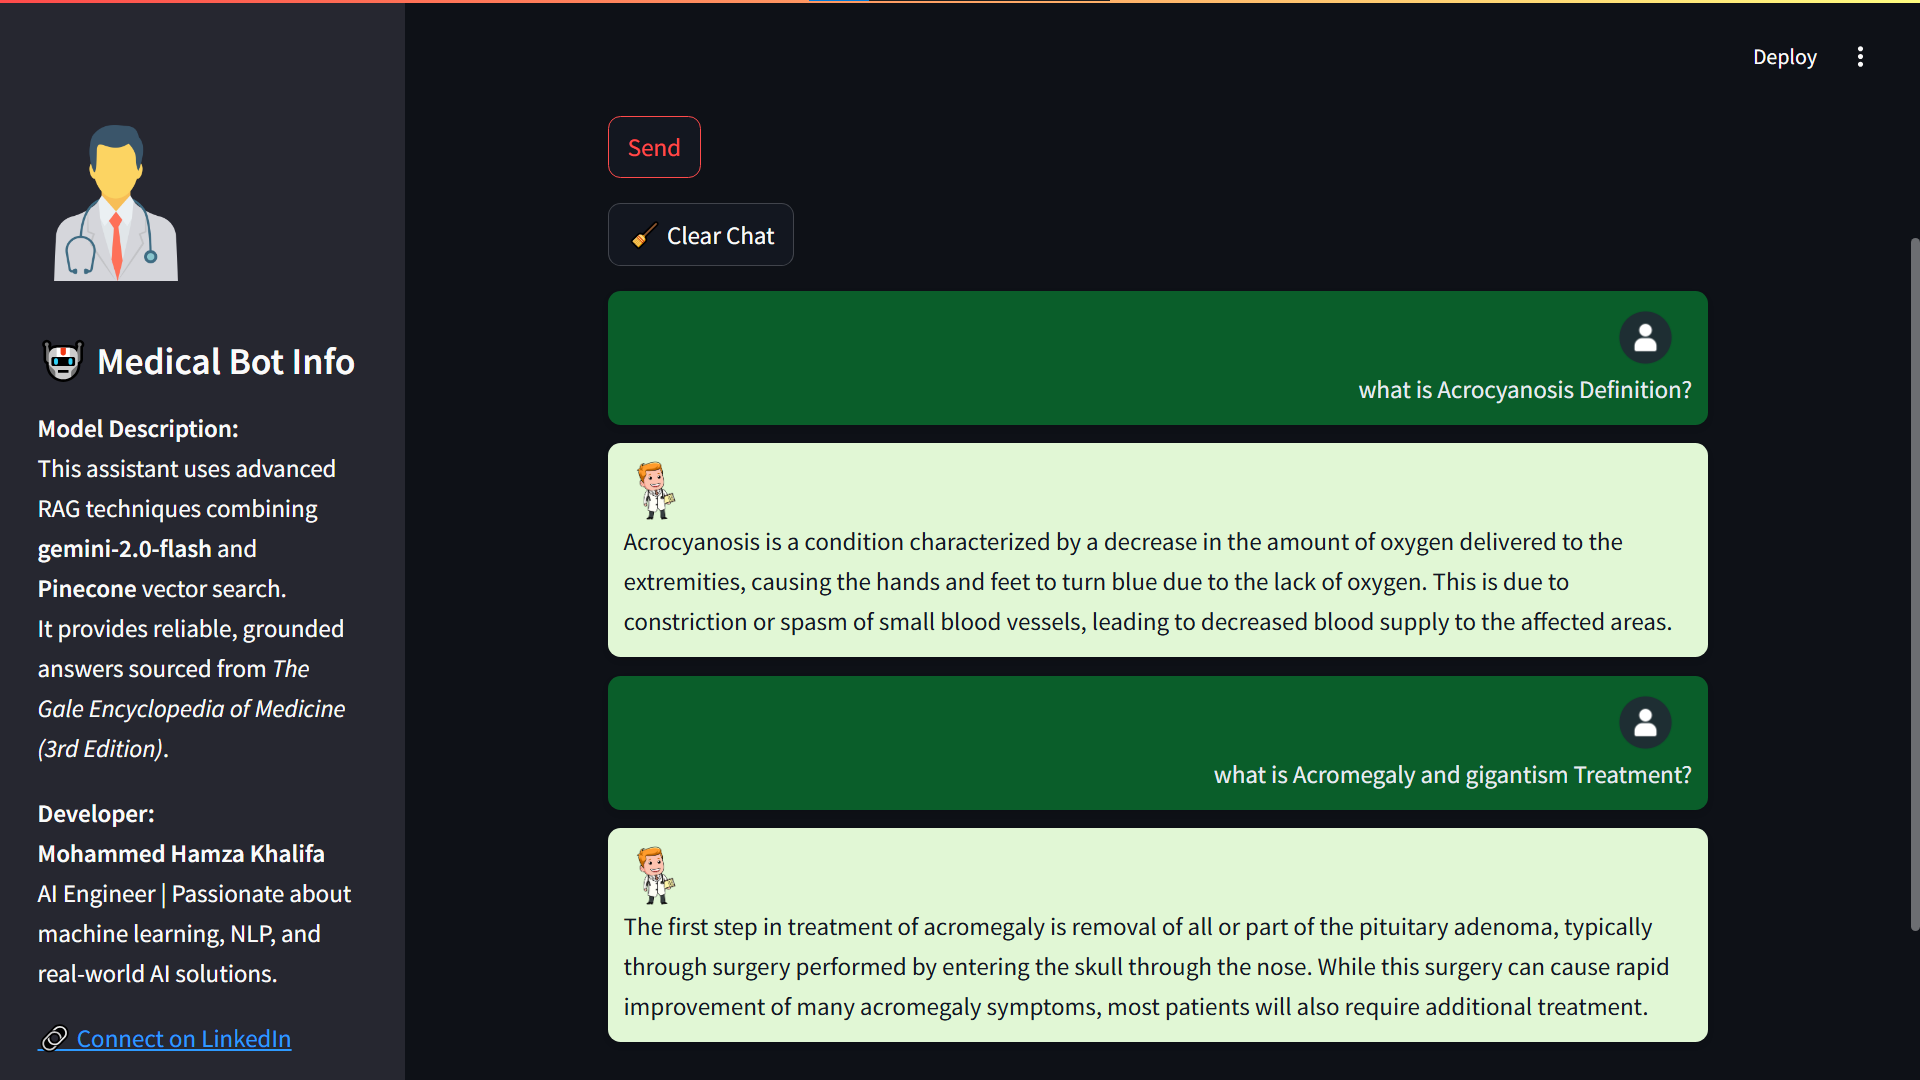 Deploy
Medical Bot Info
Model Description:
This assistant uses advanced
RAG techniques combining
gemini-2.0-flash and
Pinecone vector search.
It provides reliable, grounded
answers sourced from The
Gale Encyclopedia of Medicine
(3rd Edition).
Developer:
Mohammed Hamza Khalifa
AI Engineer | Passionate about
machine learning, NLP, and
real-world AI solutions.
Connect on LinkedIn
Send
Clear Chat
what is Acrocyanosis Definition?
Acrocyanosis is a condition characterized by a decrease in the amount of oxygen delivered to the
extremities, causing the hands and feet to turn blue due to the lack of oxygen. This is due to
constriction or spasm of small blood vessels, leading to decreased blood supply to the affected areas.
what is Acromegaly and gigantism Treatment?
The first step in treatment of acromegaly is removal of all or part of the pituitary adenoma, typically
through surgery performed by entering the skull through the nose. While this surgery can cause rapid
improvement of many acromegaly symptoms, most patients will also require additional treatment.